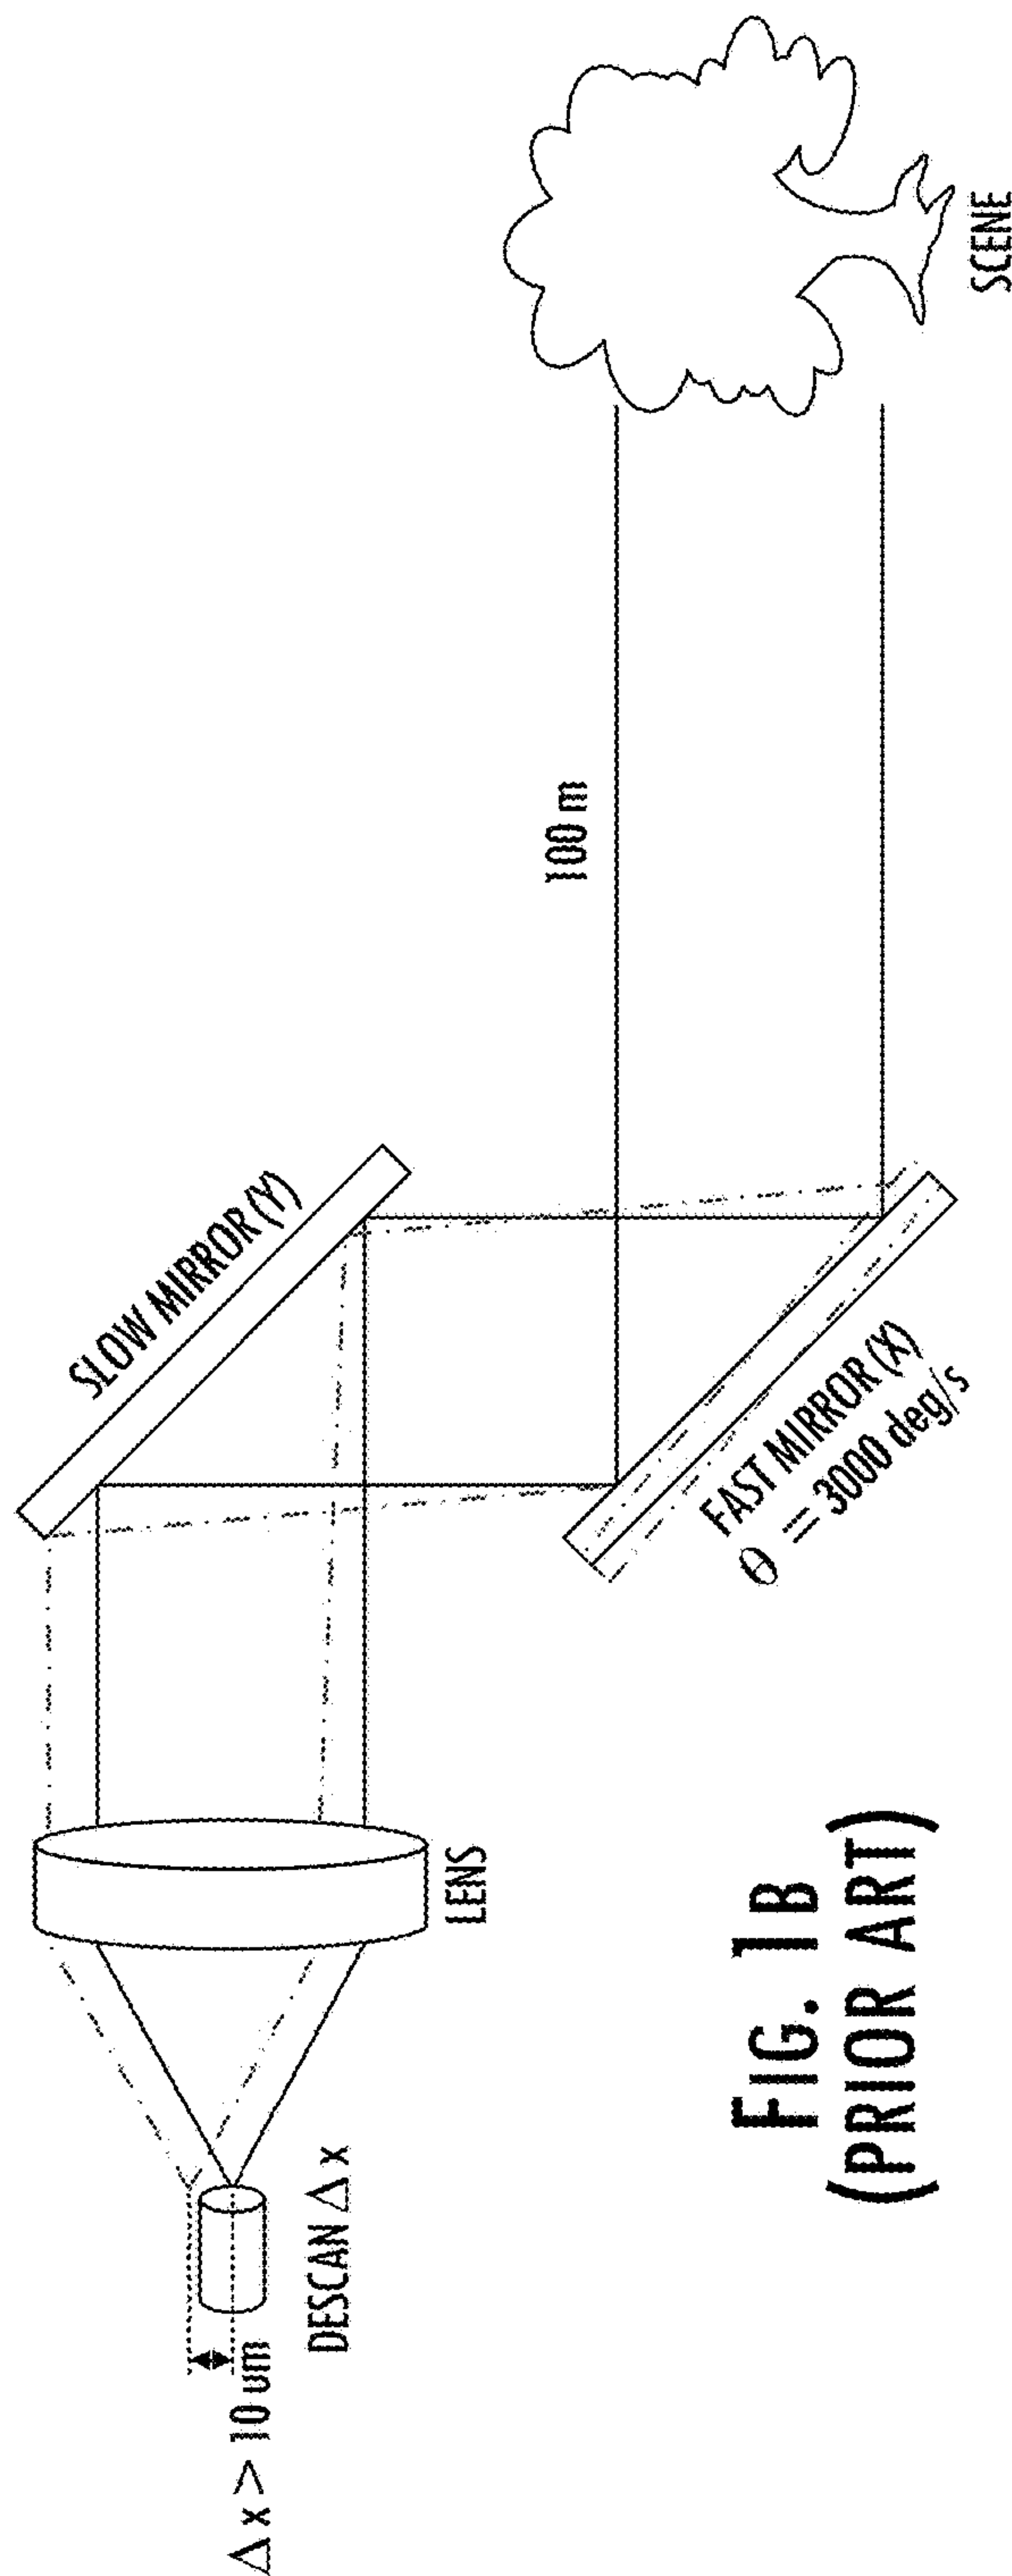 SLOW MIRROR (Y)
100 m
SCENE
LENS
FAST MIRROR (X)
θ = 3000 deg/s
Δx > 10 um
DESCAN Δx
FIG. 1B
(PRIOR ART)